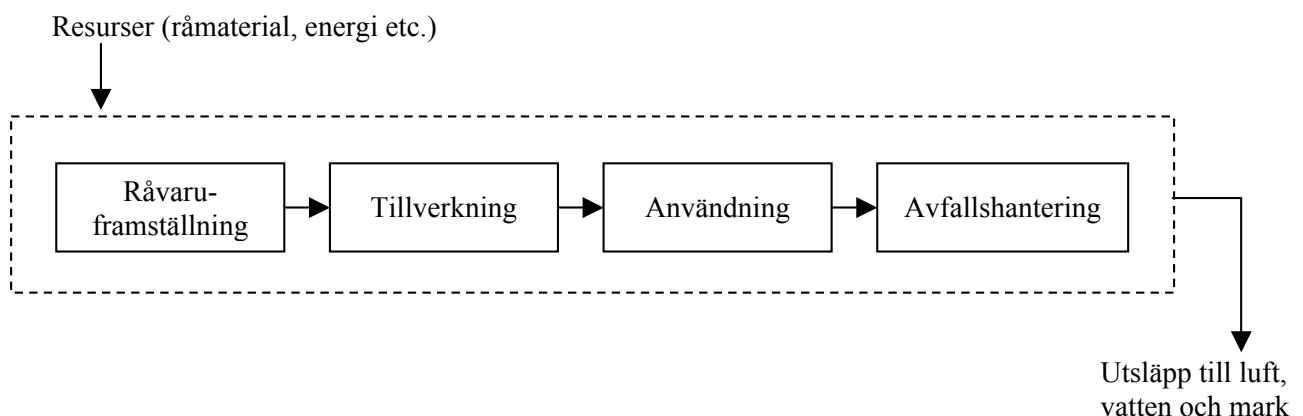 Resurser (råmaterial, energi etc.)
Råvaru-
framställning
Tillverkning
Användning
Avfallshantering
Utsläpp till luft,
vatten och mark